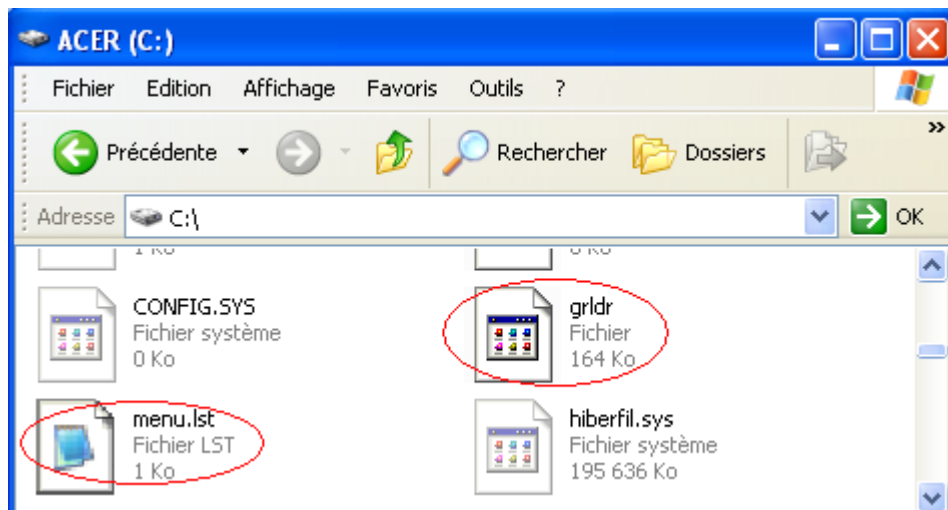 ACER (C:)
Fichier Edition Affichage Favoris Outils ?
Précédente Rechercher Dossiers »
Adresse C:\ OK
CONFIG.SYS
Fichier système
0 Ko
grldr
Fichier
164 Ko
menu.lst
Fichier LST
1 Ko
hiberfil.sys
Fichier système
195 636 Ko